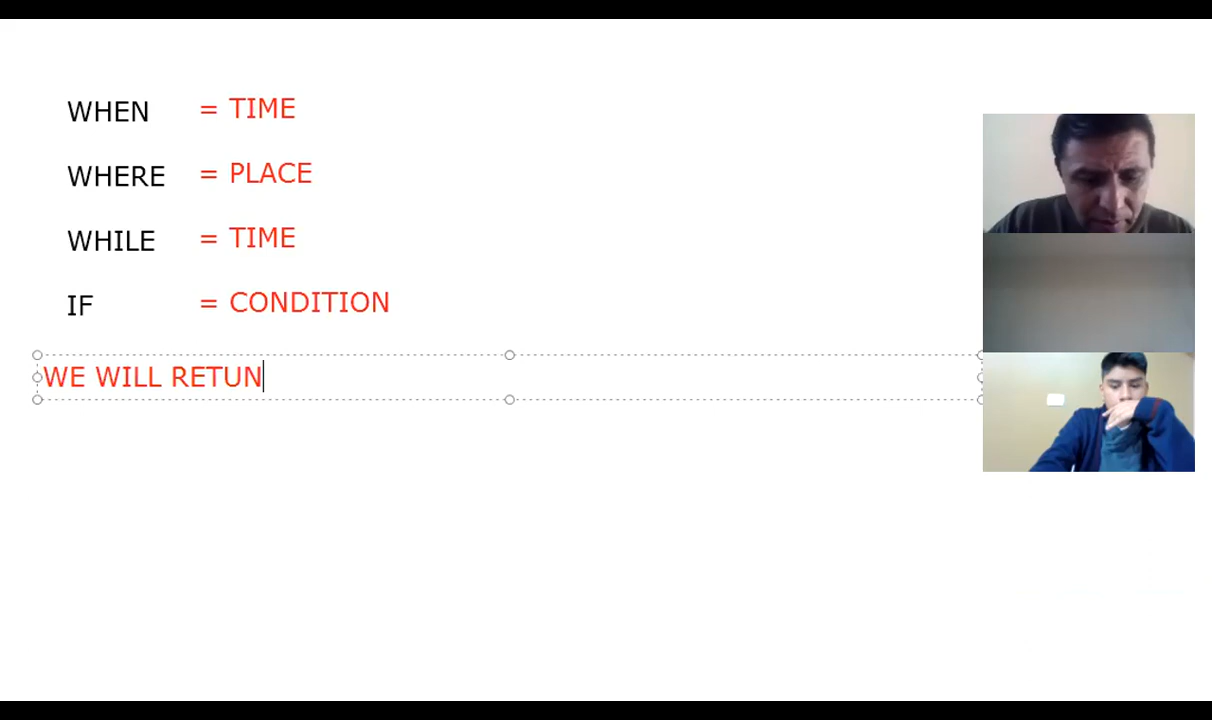 WHEN = TIME
WHERE = PLACE
WHILE = TIME
IF = CONDITION
WE WILL RETUN